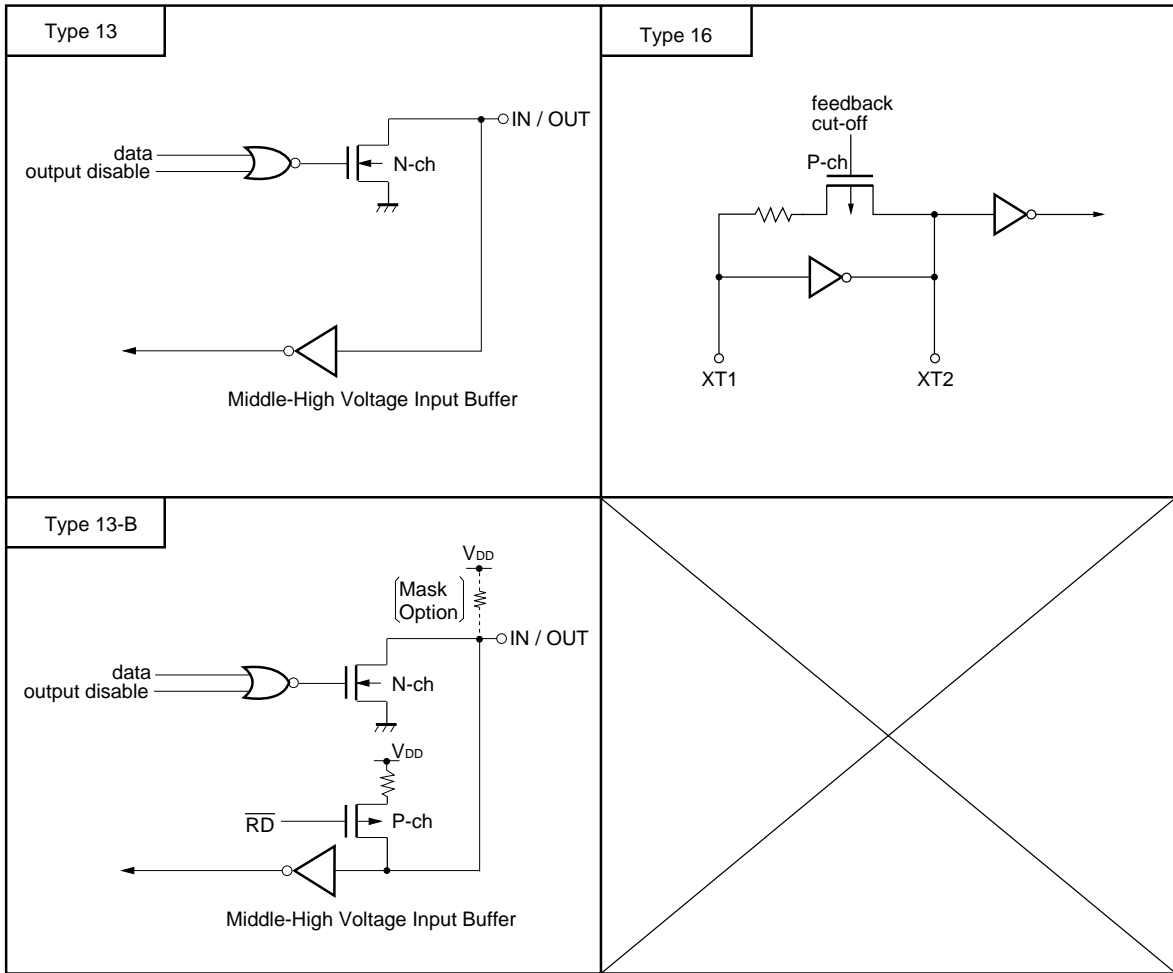 Type 13
IN / OUT
data
output disable
N-ch
Middle-High Voltage Input Buffer
Type 16
feedback
cut-off
P-ch
XT1
XT2
Type 13-B
VDD
Mask
Option
IN / OUT
data
output disable
N-ch
VDD
RD
P-ch
Middle-High Voltage Input Buffer